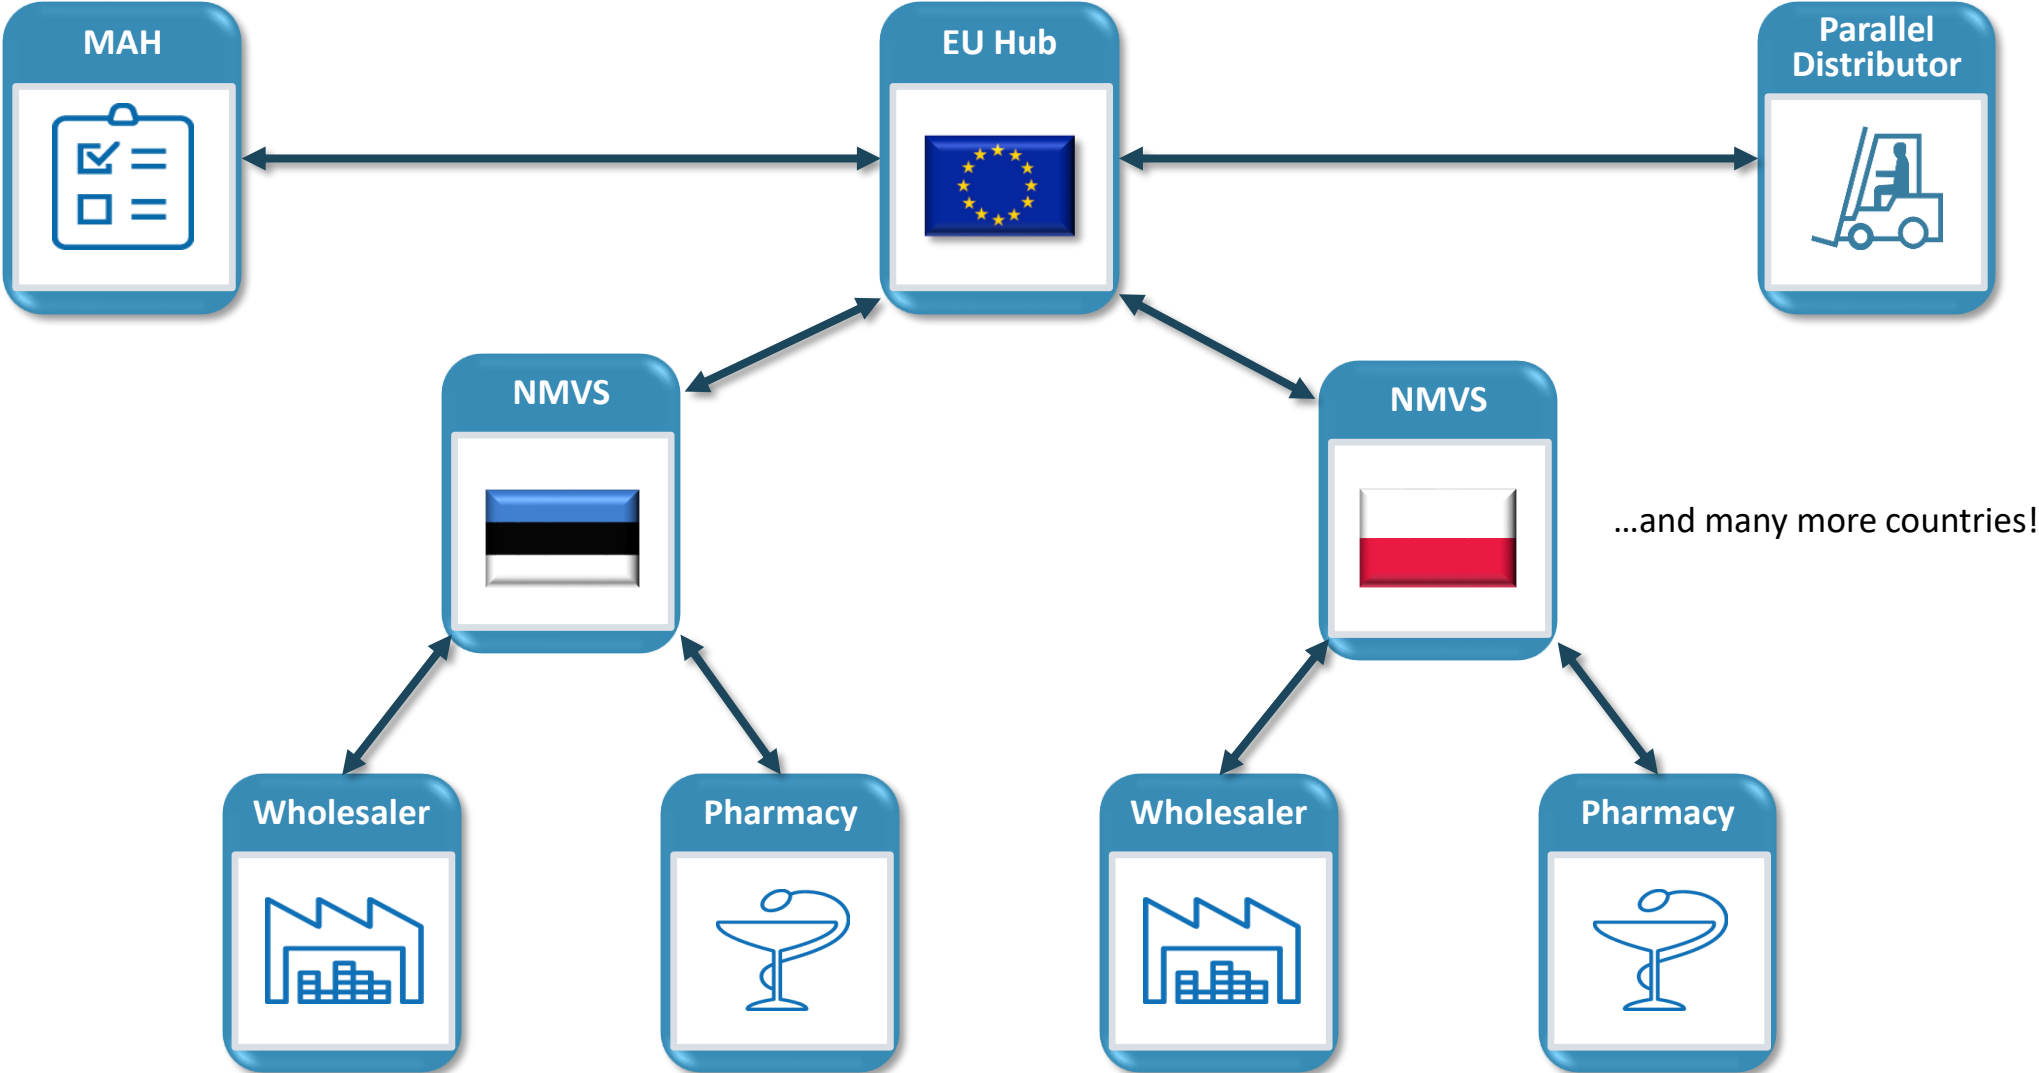 MAH
EU Hub
Parallel
Distributor
NMVS
NMVS
...and many more countries!
Wholesaler
Pharmacy
Wholesaler
Pharmacy